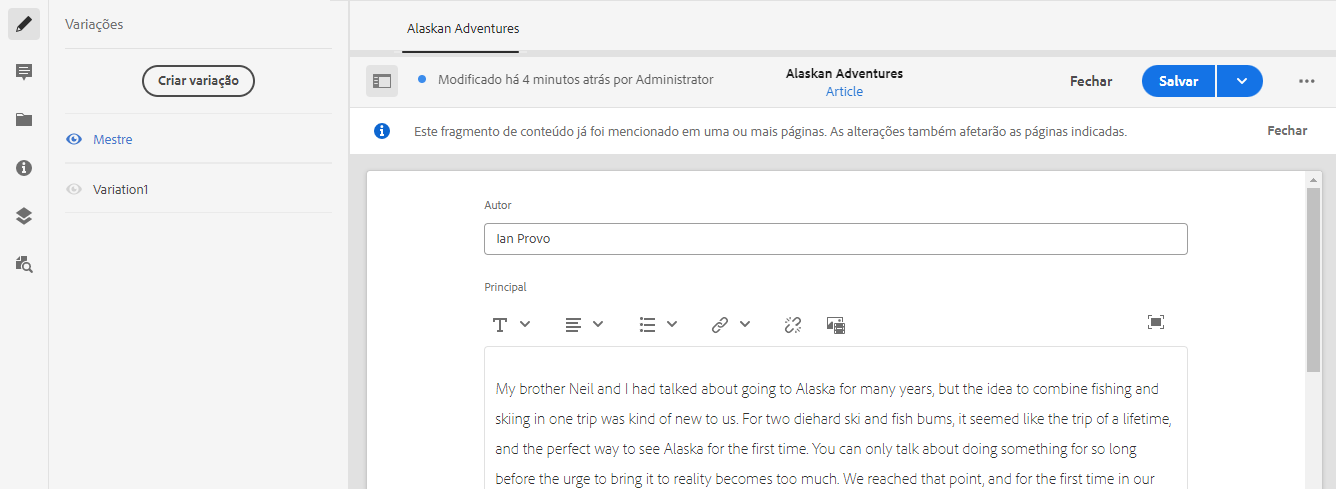 Variações
Criar variação
Mestre
Variation1
Alaskan Adventures
Modificado há 4 minutos atrás por Administrator
Alaskan Adventures
Article
Fechar
Salvar
Este fragmento de conteúdo já foi mencionado em uma ou mais páginas. As alterações também afetarão as páginas indicadas.
Fechar
Autor
Ian Provo
Principal
My brother Neil and I had talked about going to Alaska for many years, but the idea to combine fishing and
skiing in one trip was kind of new to us. For two diehard ski and fish bums, it seemed like the trip of a lifetime,
and the perfect way to see Alaska for the first time. You can only talk about doing something for so long
before the urge to bring it to reality becomes too much. We reached that point, and for the first time in our